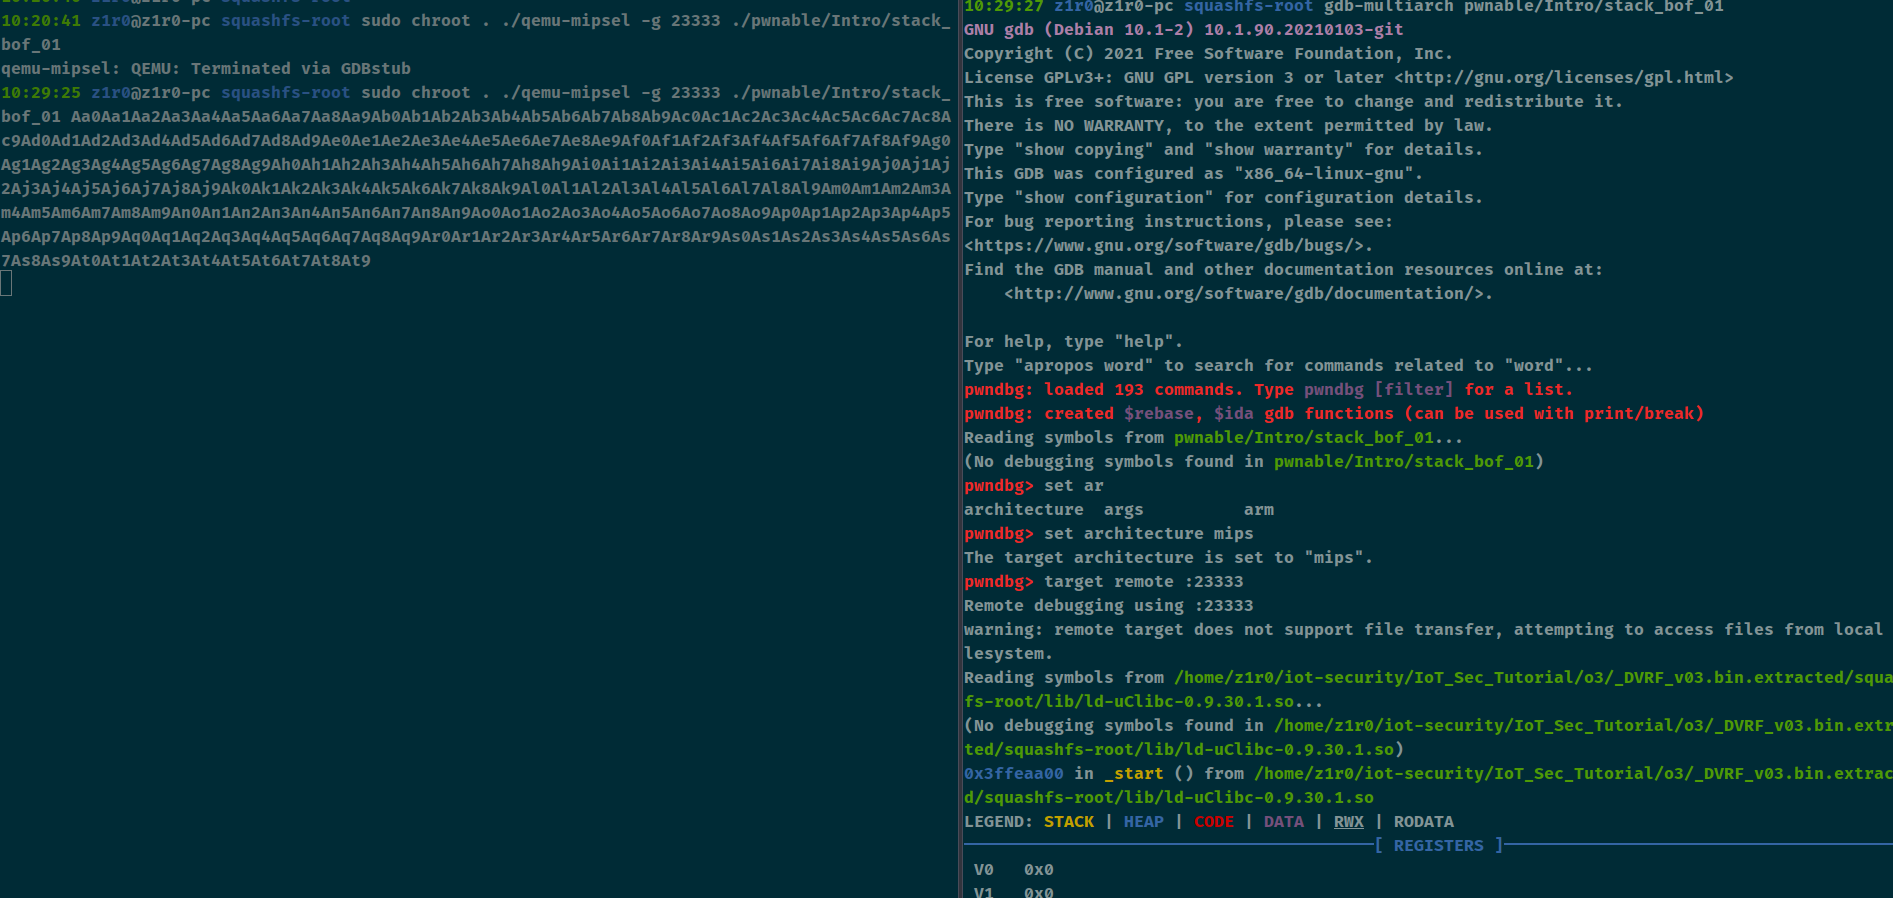 10:20:41 z1r0@z1r0-pc squashfs-root sudo chroot . ./qemu-mipsel -g 23333 ./pwnable/Intro/stack_
bof_01
qemu-mipsel: QEMU: Terminated via GDBstub
10:29:25 z1r0@z1r0-pc squashfs-root sudo chroot . ./qemu-mipsel -g 23333 ./pwnable/Intro/stack_
bof_01 Aa0Aa1Aa2Aa3Aa4Aa5Aa6Aa7Aa8Aa9Ab0Ab1Ab2Ab3Ab4Ab5Ab6Ab7Ab8Ab9Ac0Ac1Ac2Ac3Ac4Ac5Ac6Ac7Ac8A
c9Ad0Ad1Ad2Ad3Ad4Ad5Ad6Ad7Ad8Ad9Ae0Ae1Ae2Ae3Ae4Ae5Ae6Ae7Ae8Ae9Af0Af1Af2Af3Af4Af5Af6Af7Af8Af9Ag0
Ag1Ag2Ag3Ag4Ag5Ag6Ag7Ag8Ag9Ah0Ah1Ah2Ah3Ah4Ah5Ah6Ah7Ah8Ah9Ai0Ai1Ai2Ai3Ai4Ai5Ai6Ai7Ai8Ai9Aj0Aj1Aj
2Aj3Aj4Aj5Aj6Aj7Aj8Aj9Ak0Ak1Ak2Ak3Ak4Ak5Ak6Ak7Ak8Ak9Al0Al1Al2Al3Al4Al5Al6Al7Al8Al9Am0Am1Am2Am3A
m4Am5Am6Am7Am8Am9An0An1An2An3An4An5An6An7An8An9Ao0Ao1Ao2Ao3Ao4Ao5Ao6Ao7Ao8Ao9Ap0Ap1Ap2Ap3Ap4Ap5
Ap6Ap7Ap8Ap9Aq0Aq1Aq2Aq3Aq4Aq5Aq6Aq7Aq8Aq9Ar0Ar1Ar2Ar3Ar4Ar5Ar6Ar7Ar8Ar9As0As1As2As3As4As5As6As
7As8As9At0At1At2At3At4At5At6At7At8At9
10:29:27 z1r0@z1r0-pc squashfs-root gdb-multiarch pwnable/Intro/stack_bof_01
GNU gdb (Debian 10.1-2) 10.1.90.20210103-git
Copyright (C) 2021 Free Software Foundation, Inc.
License GPLv3+: GNU GPL version 3 or later <http://gnu.org/licenses/gpl.html>
This is free software: you are free to change and redistribute it.
There is NO WARRANTY, to the extent permitted by law.
Type "show copying" and "show warranty" for details.
This GDB was configured as "x86_64-linux-gnu".
Type "show configuration" for configuration details.
For bug reporting instructions, please see:
<https://www.gnu.org/software/gdb/bugs/>.
Find the GDB manual and other documentation resources online at:
    <http://www.gnu.org/software/gdb/documentation/>.
For help, type "help".
Type "apropos word" to search for commands related to "word"...
pwndbg: loaded 193 commands. Type pwndbg [filter] for a list.
pwndbg: created $rebase, $ida gdb functions (can be used with print/break)
Reading symbols from pwnable/Intro/stack_bof_01...
(No debugging symbols found in pwnable/Intro/stack_bof_01)
pwndbg> set ar
architecture  args          arm
pwndbg> set architecture mips
The target architecture is set to "mips".
pwndbg> target remote :23333
Remote debugging using :23333
warning: remote target does not support file transfer, attempting to access files from local
lesystem.
Reading symbols from /home/z1r0/iot-security/IoT_Sec_Tutorial/o3/_DVRF_v03.bin.extracted/squa
fs-root/lib/ld-uClibc-0.9.30.1.so...
(No debugging symbols found in /home/z1r0/iot-security/IoT_Sec_Tutorial/o3/_DVRF_v03.bin.extr
ted/squashfs-root/lib/ld-uClibc-0.9.30.1.so)
0x3ffeaa00 in _start () from /home/z1r0/iot-security/IoT_Sec_Tutorial/o3/_DVRF_v03.bin.extrac
d/squashfs-root/lib/ld-uClibc-0.9.30.1.so
LEGEND: STACK | HEAP | CODE | DATA | RWX | RODATA
[ REGISTERS ]
V0   0x0
V1   0x0